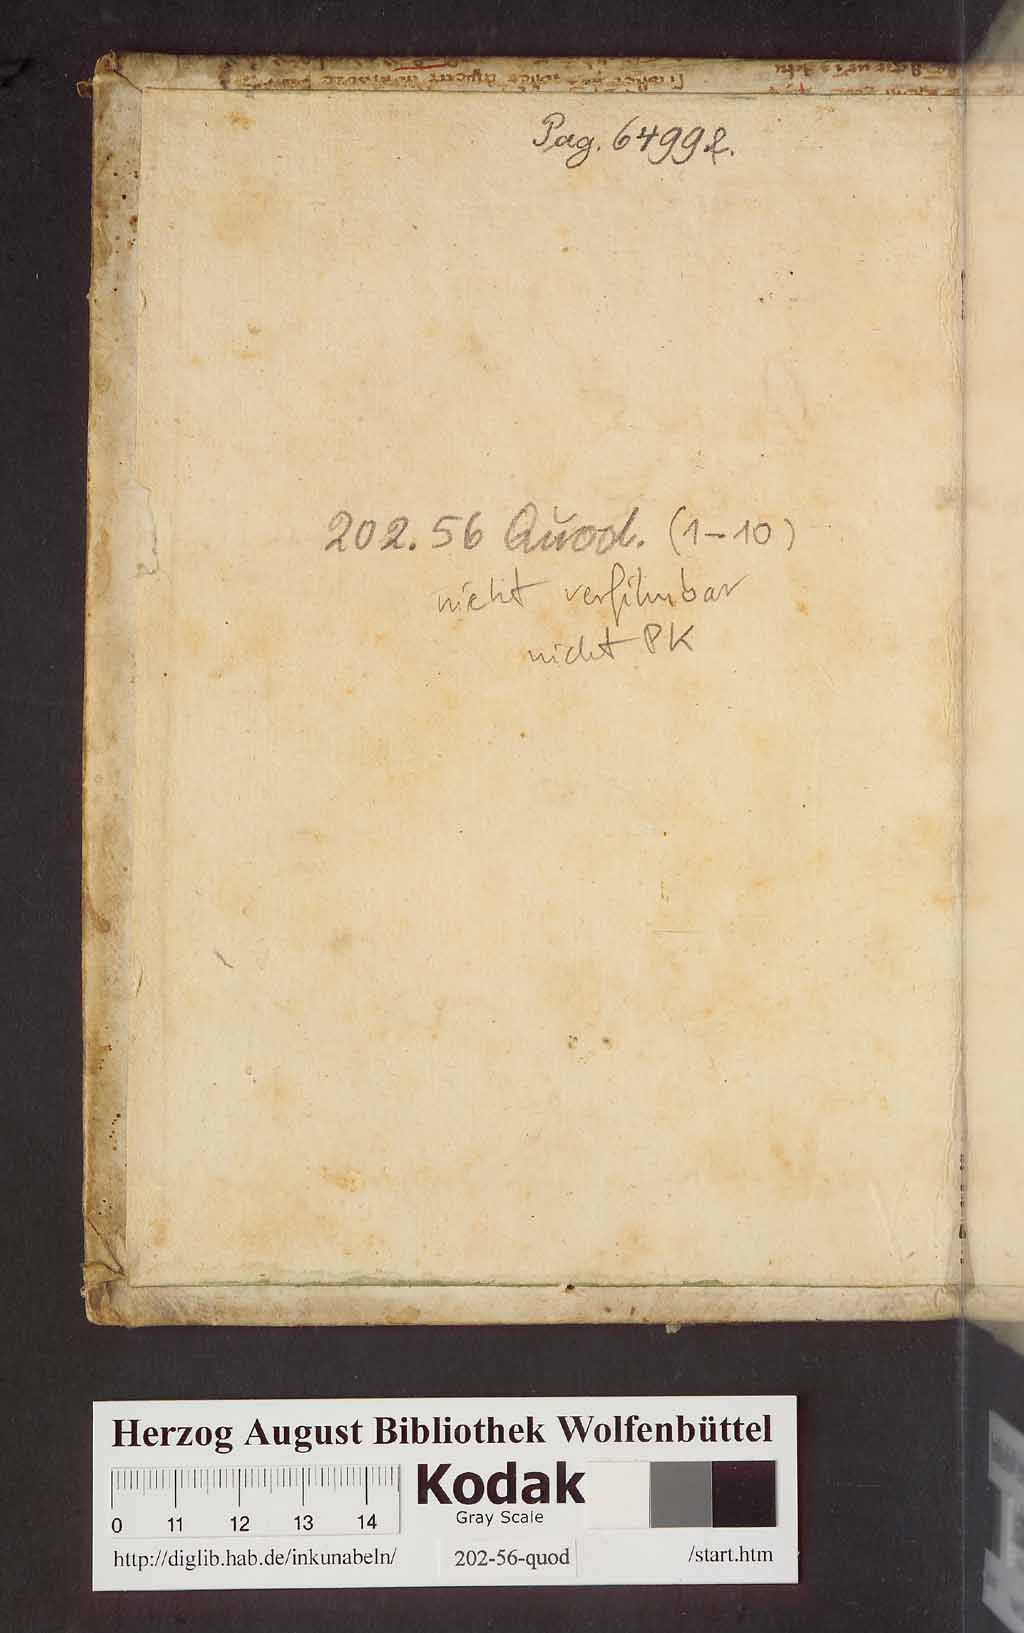 Pag. 6499 f.
202. 56 Quod. (1-10)
nicht verfilmbar
nicht PK
Herzog August Bibliothek Wolfenbüttel
Kodak
Gray Scale
0 11 12 13 14
http://diglib.hab.de/inkunabeln/ 202-56-quod /start.htm